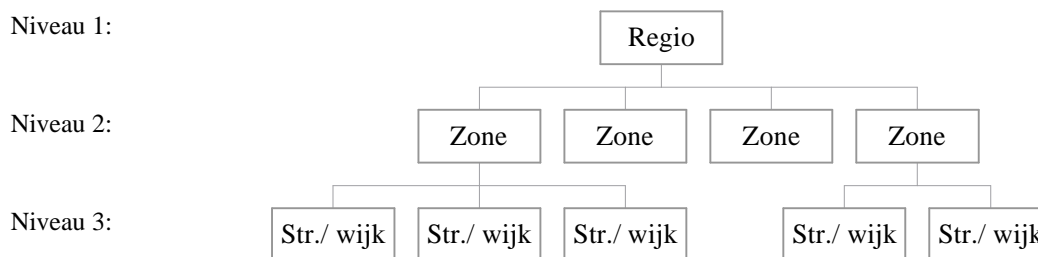 Niveau 1:
Regio
Niveau 2:
Zone Zone Zone Zone
Niveau 3:
Str./ wijk Str./ wijk Str./ wijk Str./ wijk Str./ wijk